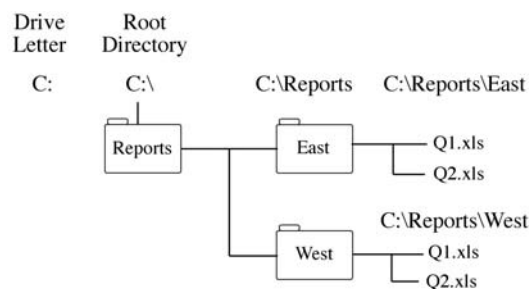 Drive Letter
Root Directory
C:
C:\
C:\Reports
C:\Reports\East
Reports
East
Q1.xls
Q2.xls
C:\Reports\West
West
Q1.xls
Q2.xls